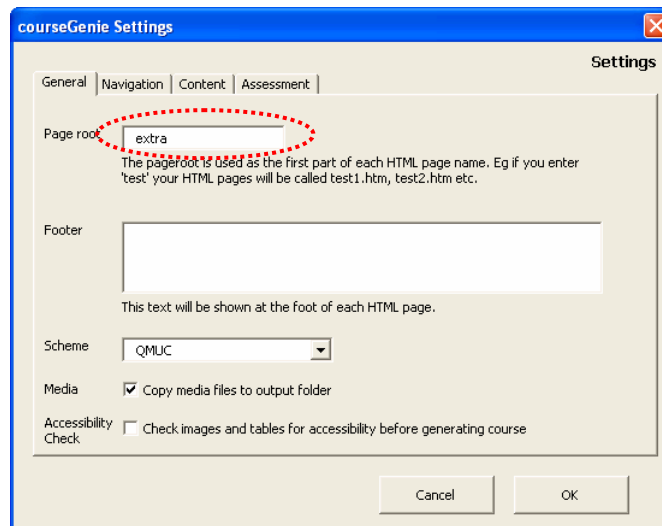 courseGenie Settings
Settings
General Navigation Content Assessment
Page root extra
The pageroot is used as the first part of each HTML page name. Eg if you enter
'test' your HTML pages will be called test1.htm, test2.htm etc.
Footer
This text will be shown at the foot of each HTML page.
Scheme QMUC
Media Copy media files to output folder
Accessibility
Check Check images and tables for accessibility before generating course
Cancel OK